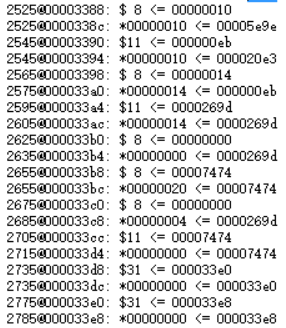 2525@00003388: $ 8 <= 00000010
2525@0000338c: *00000010 <= 00005e9e
2545@00003390: $11 <= 000000eb
2545@00003394: *00000010 <= 000020e3
2565@00003398: $ 8 <= 00000014
2575@000033a0: *00000014 <= 000000eb
2595@000033a4: $11 <= 0000269d
2605@000033ac: *00000014 <= 0000269d
2625@000033b0: $ 8 <= 00000000
2635@000033b4: *00000000 <= 0000269d
2655@000033b8: $ 8 <= 00007474
2655@000033bc: *00000020 <= 00007474
2675@000033c0: $ 8 <= 00000000
2685@000033c8: *00000004 <= 0000269d
2705@000033cc: $11 <= 00007474
2715@000033d4: *00000000 <= 00007474
2735@000033d8: $31 <= 000033e0
2735@000033dc: *00000000 <= 000033e0
2775@000033e0: $31 <= 000033e8
2785@000033e8: *00000000 <= 000033e8